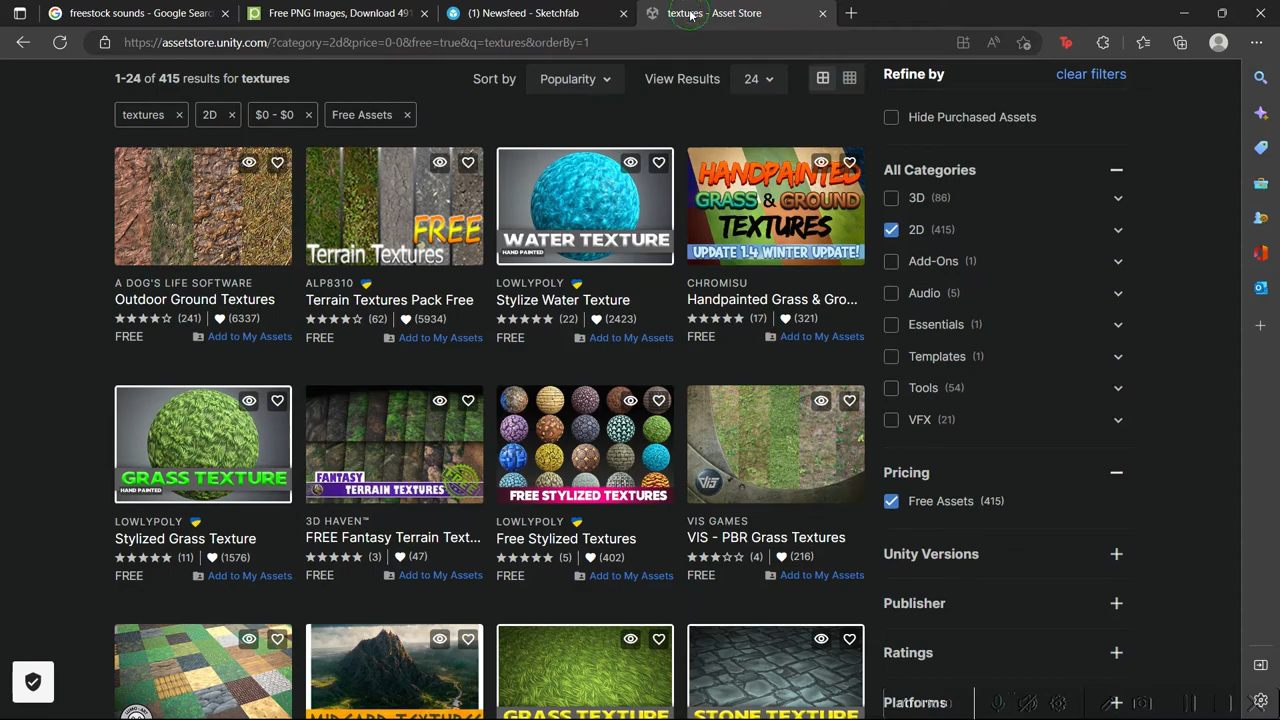 freestock sounds - Google Searc
Free PNG Images, Download 491
(1) Newsfeed - Sketchfab
textures - Asset Store
https://assetstore.unity.com/?category=2d&price=0-0&free=true&q=textures&orderBy=1
1-24 of 415 results for textures
Sort by Popularity View Results 24
textures × 2D × $0 - $0 × Free Assets ×
HANDPAINTED
GRASS & GROUND
TEXTURES
UPDATE 1.4 WINTER UPDATE!
FREE
Terrain Textures
WATER TEXTURE
HAND PAINTED
A DOG'S LIFE SOFTWARE
Outdoor Ground Textures
(241) (6337)
FREE Add to My Assets
ALP8310
Terrain Textures Pack Free
(62) (5934)
FREE Add to My Assets
LOWLYPOLY
Stylize Water Texture
(22) (2423)
FREE Add to My Assets
CHROMISU
Handpainted Grass & Gro...
(17) (321)
FREE Add to My Assets
GRASS TEXTURE
HAND PAINTED
FANTASY
TERRAIN TEXTURES
FREE STYLIZED TEXTURES
VIS
LOWLYPOLY
Stylized Grass Texture
(11) (1576)
FREE Add to My Assets
3D HAVEN™
FREE Fantasy Terrain Text...
(3) (47)
FREE Add to My Assets
LOWLYPOLY
Free Stylized Textures
(5) (402)
FREE Add to My Assets
VIS GAMES
VIS - PBR Grass Textures
(4) (216)
FREE Add to My Assets
GRASS TEXTURE
STONE TEXTURE
Refine by clear filters
Hide Purchased Assets
All Categories
3D (86)
2D (415)
Add-Ons (1)
Audio (5)
Essentials (1)
Templates (1)
Tools (54)
VFX (21)
Pricing
Free Assets (415)
Unity Versions
Publisher
Ratings
Platforms